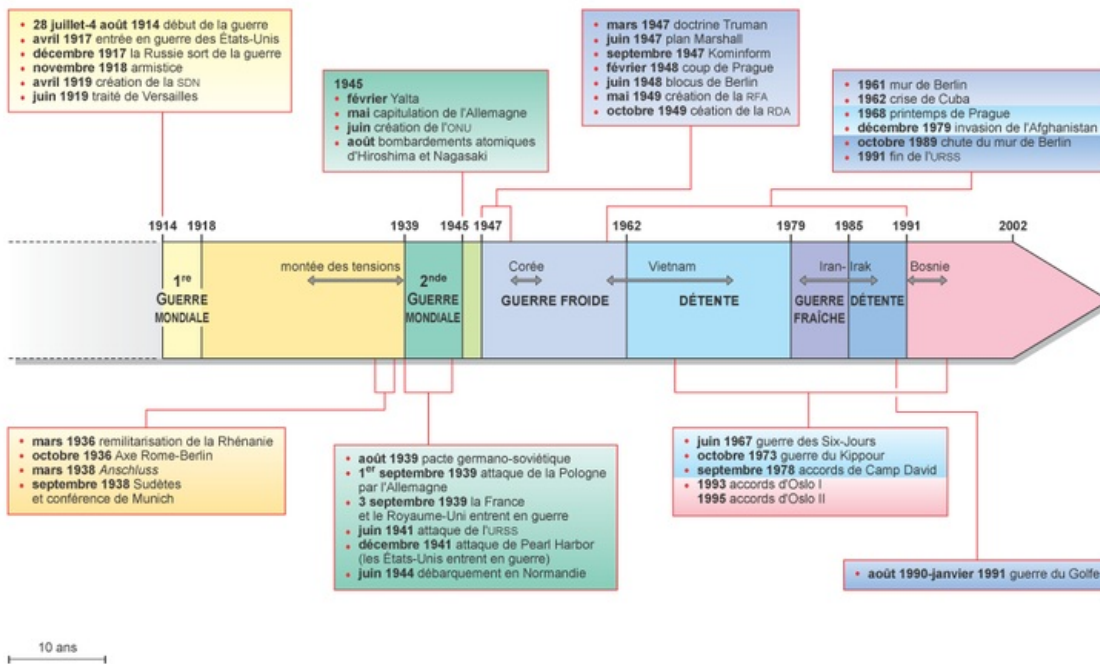 • 28 juillet-4 août 1914 début de la guerre
• avril 1917 entrée en guerre des États-Unis
• décembre 1917 la Russie sort de la guerre
• novembre 1918 armistice
• avril 1919 création de la SDN
• juin 1919 traité de Versailles
1945
• février Yalta
• mai capitulation de l'Allemagne
• juin création de l'ONU
• août bombardements atomiques
d'Hiroshima et Nagasaki
• mars 1947 doctrine Truman
• juin 1947 plan Marshall
• septembre 1947 Kominform
• février 1948 coup de Prague
• juin 1948 blocus de Berlin
• mai 1949 création de la RFA
• octobre 1949 céation de la RDA
• 1961 mur de Berlin
• 1962 crise de Cuba
• 1968 printemps de Prague
• décembre 1979 invasion de l'Afghanistan
• octobre 1989 chute du mur de Berlin
• 1991 fin de l'URSS
1914 1918 1939 1945 1947 1962 1979 1985 1991 2002
1re
GUERRE
MONDIALE
montée des tensions
2nde
GUERRE
MONDIALE
Corée
GUERRE FROIDE
Vietnam
DÉTENTE
Iran-Irak
GUERRE
FRAÎCHE
DÉTENTE
Bosnie
• mars 1936 remilitarisation de la Rhénanie
• octobre 1936 Axe Rome-Berlin
• mars 1938 Anschluss
• septembre 1938 Sudètes
et conférence de Munich
• août 1939 pacte germano-soviétique
• 1er septembre 1939 attaque de la Pologne
par l'Allemagne
• 3 septembre 1939 la France
et le Royaume-Uni entrent en guerre
• juin 1941 attaque de l'URSS
• décembre 1941 attaque de Pearl Harbor
(les États-Unis entrent en guerre)
• juin 1944 débarquement en Normandie
• juin 1967 guerre des Six-Jours
• octobre 1973 guerre du Kippour
• septembre 1978 accords de Camp David
• 1993 accords d'Oslo I
1995 accords d'Oslo II
• août 1990-janvier 1991 guerre du Golfe
10 ans